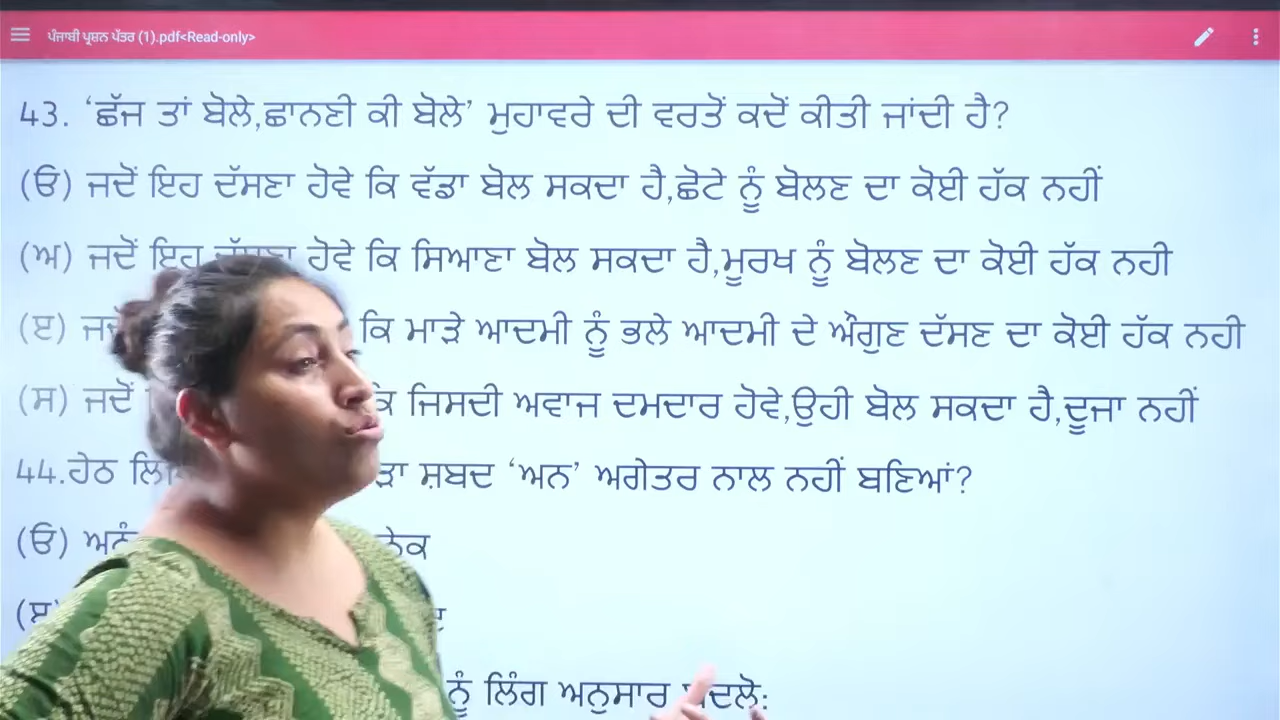 ਪੰਜਾਬੀ ਪ੍ਰਸ਼ਨ ਪੱਤਰ (1).pdf<Read-only>
43. ‘ਛੱਜ ਤਾਂ ਬੋਲੇ,ਛਾਨਣੀ ਕੀ ਬੋਲੇ’ ਮੁਹਾਵਰੇ ਦੀ ਵਰਤੋਂ ਕਦੋਂ ਕੀਤੀ ਜਾਂਦੀ ਹੈ?
(ੳ) ਜਦੋਂ ਇਹ ਦੱਸਣਾ ਹੋਵੇ ਕਿ ਵੱਡਾ ਬੋਲ ਸਕਦਾ ਹੈ,ਛੋਟੇ ਨੂੰ ਬੋਲਣ ਦਾ ਕੋਈ ਹੱਕ ਨਹੀਂ
(ਅ) ਜਦੋਂ ਇਹ ਦੱਸਣਾ ਹੋਵੇ ਕਿ ਸਿਆਣਾ ਬੋਲ ਸਕਦਾ ਹੈ,ਮੂਰਖ ਨੂੰ ਬੋਲਣ ਦਾ ਕੋਈ ਹੱਕ ਨਹੀ
(ੲ) ਕਿ ਮਾੜੇ ਆਦਮੀ ਨੂੰ ਭਲੇ ਆਦਮੀ ਦੇ ਔਗੁਣ ਦੱਸਣ ਦਾ ਕੋਈ ਹੱਕ ਨਹੀ
(ਸ) ਜਦੋਂ ਕਿ ਜਿਸਦੀ ਅਵਾਜ ਦਮਦਾਰ ਹੋਵੇ,ਉਹੀ ਬੋਲ ਸਕਦਾ ਹੈ,ਦੂਜਾ ਨਹੀਂ
44.ਹੇਠ ਸ਼ਬਦ ‘ਅਨ’ ਅਗੇਤਰ ਨਾਲ ਨਹੀਂ ਬਣਿਆਂ?
(ੳ)
(ੲ)
ਨੂੰ ਲਿੰਗ ਅਨੁਸਾਰ ਬਦਲੋ: